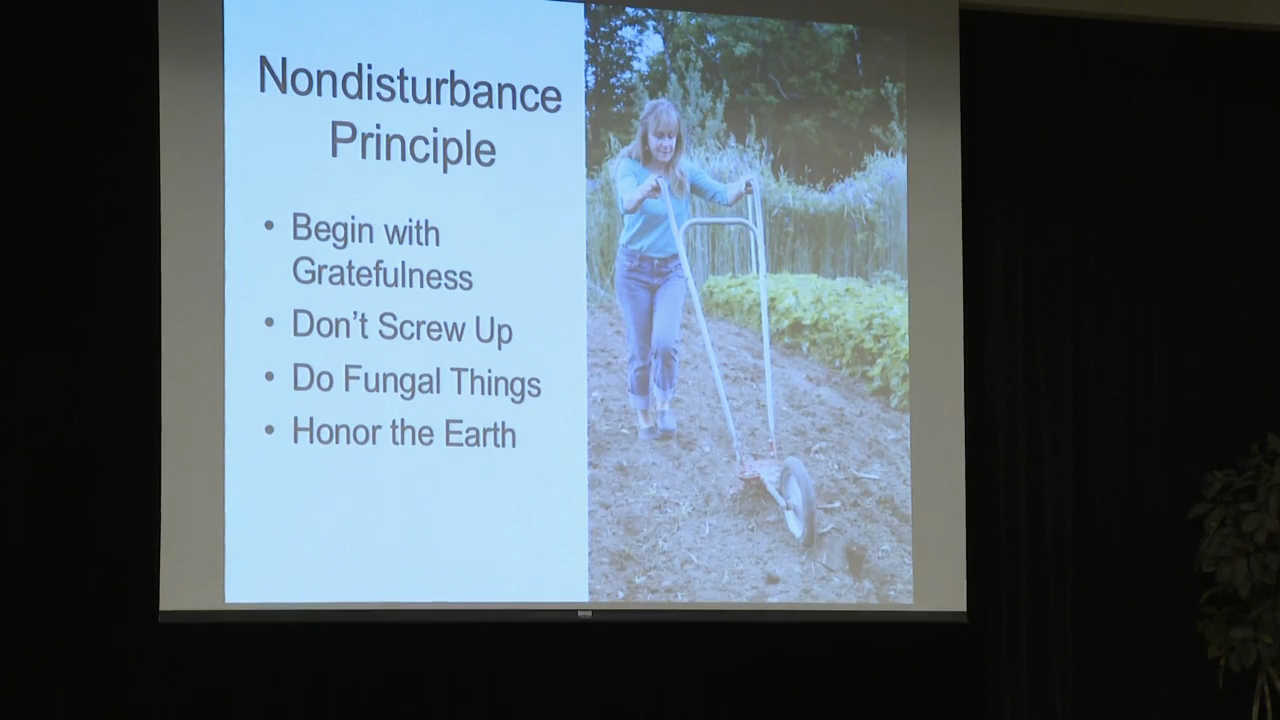 Nondisturbance
Principle
• Begin with
Gratefulness
• Don't Screw Up
• Do Fungal Things
• Honor the Earth